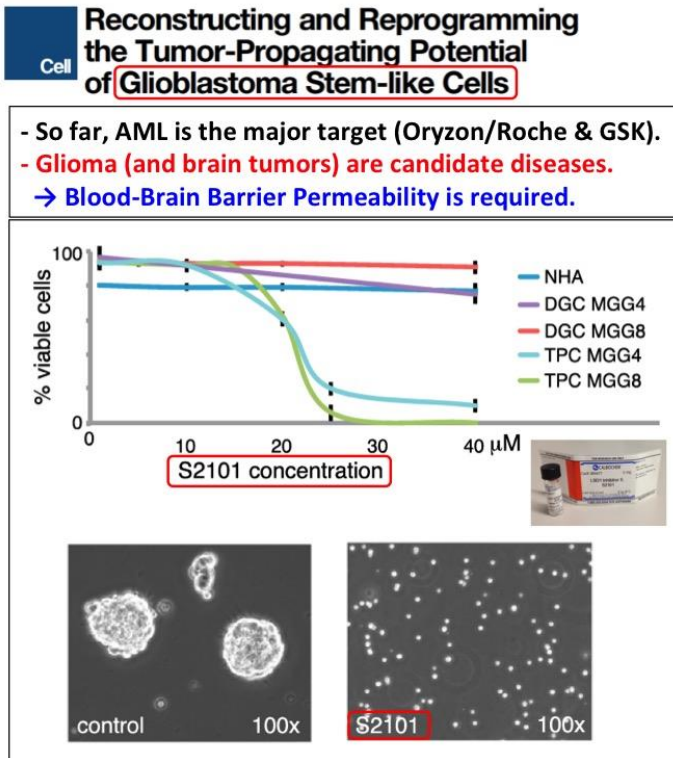 Cell
Reconstructing and Reprogramming
the Tumor-Propagating Potential
of Glioblastoma Stem-like Cells
- So far, AML is the major target (Oryzon/Roche & GSK).
- Glioma (and brain tumors) are candidate diseases.
→ Blood-Brain Barrier Permeability is required.
% viable cells
100
0
0 10 20 30 40 μM
S2101 concentration
NHA
DGC MGG4
DGC MGG8
TPC MGG4
TPC MGG8
control 100x
S2101 100x